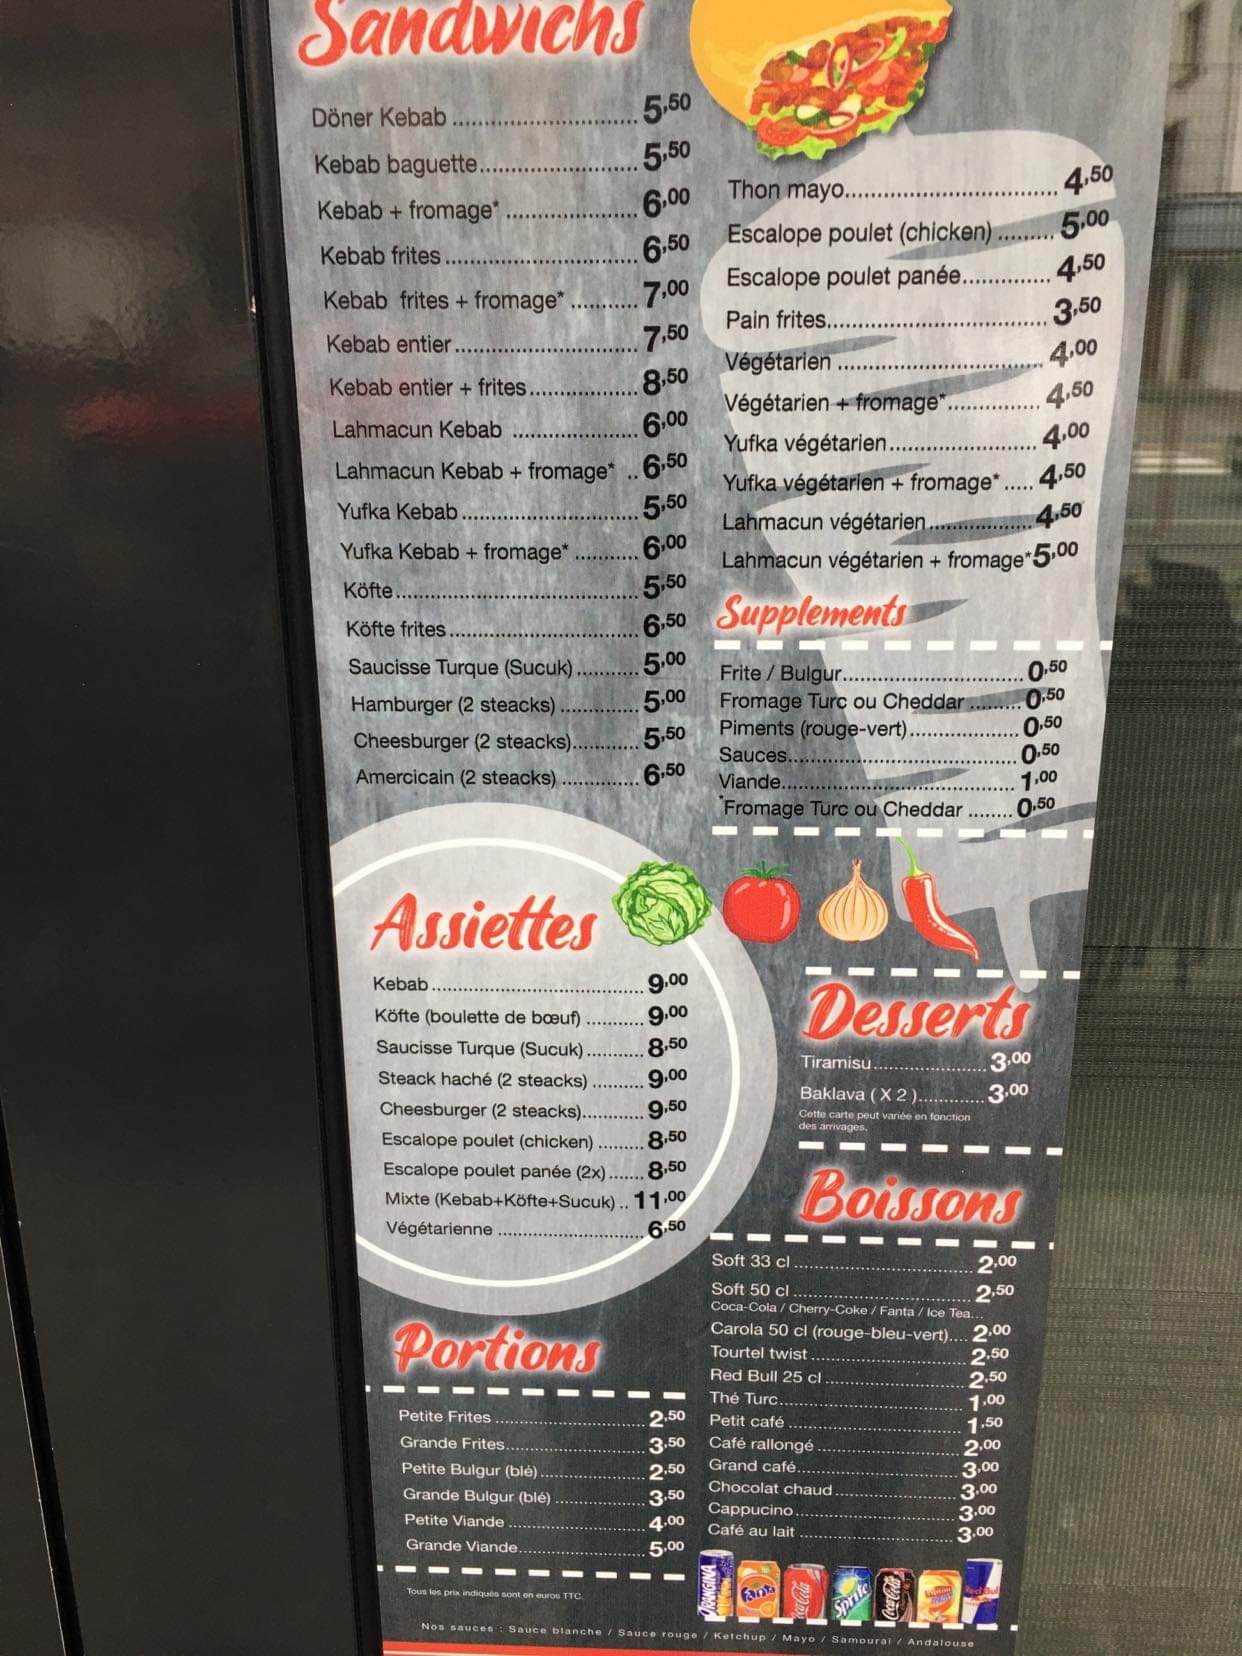 Sandwichs
Döner Kebab ............................ 5,50
Kebab baguette.......................... 5,50
Kebab + fromage* ...................... 6,00
Kebab frites ................................ 6,50
Kebab frites + fromage* ........... 7,00
Kebab entier .............................. 7,50
Kebab entier + frites.................. 8,50
Lahmacun Kebab ..................... 6,00
Lahmacun Kebab + fromage* .. 6,50
Yufka Kebab ............................. 5,50
Yufka Kebab + fromage* .......... 6,00
Köfte ......................................... 5,50
Köfte frites ................................ 6,50
Saucisse Turque (Sucuk) .......... 5,00
Hamburger (2 steacks) ............. 5,00
Cheesburger (2 steacks)........... 5,50
Amercicain (2 steacks) ............. 6,50
Thon mayo................................. 4,50
Escalope poulet (chicken) ......... 5,00
Escalope poulet panée.............. 4,50
Pain frites................................... 3,50
Végétarien ................................. 4,00
Végétarien + fromage*............... 4,50
Yufka végétarien ........................ 4,00
Yufka végétarien + fromage* ..... 4,50
Lahmacun végétarien ................. 4,50
Lahmacun végétarien + fromage* 5,00
Supplements
Frite / Bulgur............................... 0,50
Fromage Turc ou Cheddar ......... 0,50
Piments (rouge-vert)................... 0,50
Sauces........................................ 0,50
Viande......................................... 1,00
*Fromage Turc ou Cheddar ........ 0,50
Assiettes
Kebab ..................................... 9,00
Köfte (boulette de bœuf) .......... 9,00
Saucisse Turque (Sucuk) .......... 8,50
Steack haché (2 steacks) ......... 9,00
Cheesburger (2 steacks)........... 9,50
Escalope poulet (chicken) ........ 8,50
Escalope poulet panée (2x) ...... 8,50
Mixte (Kebab+Köfte+Sucuk) .. 11,00
Végétarienne .......................... 6,50
Desserts
Tiramisu...................... 3,00
Baklava ( X 2 )............. 3,00
Cette carte peut variée en fonction
des arrivages.
Boissons
Soft 33 cl ................................ 2,00
Soft 50 cl ................................ 2,50
Coca-Cola / Cherry-Coke / Fanta / Ice Tea...
Carola 50 cl (rouge-bleu-vert).... 2,00
Tourtel twist ............................ 2,50
Red Bull 25 cl .......................... 2,50
Thé Turc................................... 1,00
Petit café ................................. 1,50
Café rallongé ........................... 2,00
Grand café............................... 3,00
Chocolat chaud ....................... 3,00
Cappucino............................... 3,00
Café au lait .............................. 3,00
Portions
Petite Frites ........................... 2,50
Grande Frites......................... 3,50
Petite Bulgur (blé)................... 2,50
Grande Bulgur (blé) ................ 3,50
Petite Viande ......................... 4,00
Grande Viande....................... 5,00
Tous les prix indiqués sont en euros TTC.
ORANGINA
Fanta
Coca-Cola
Sprite
Coca-Cola
Lipton
Red Bull
Nos sauces : Sauce blanche / Sauce rouge / Ketchup / Mayo / Samouraï / Andalouse